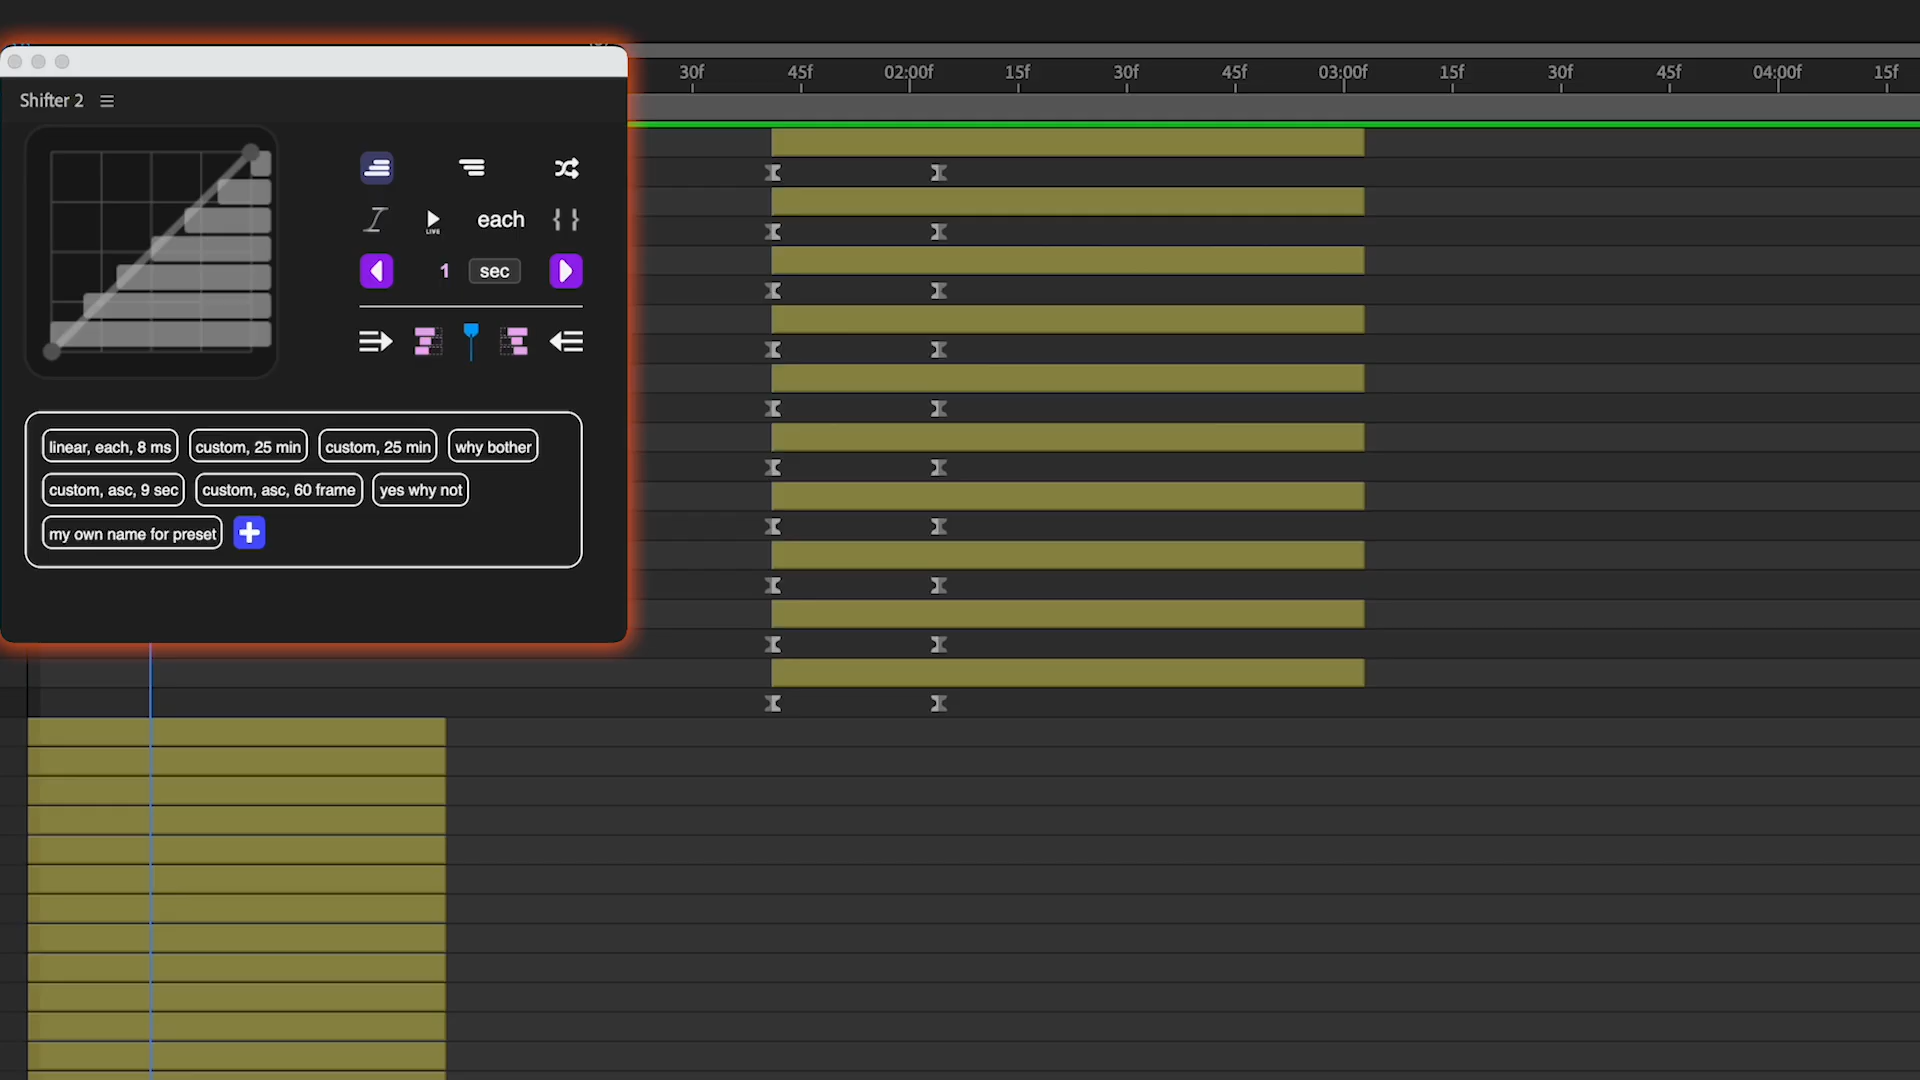 30f 45f 02:00f 15f 30f 45f 03:00f 15f 30f 45f 04:00f 15f
Shifter 2
LIVE each { }
1 sec
linear, each, 8 ms custom, 25 min custom, 25 min why bother
custom, asc, 9 sec custom, asc, 60 frame yes why not
my own name for preset